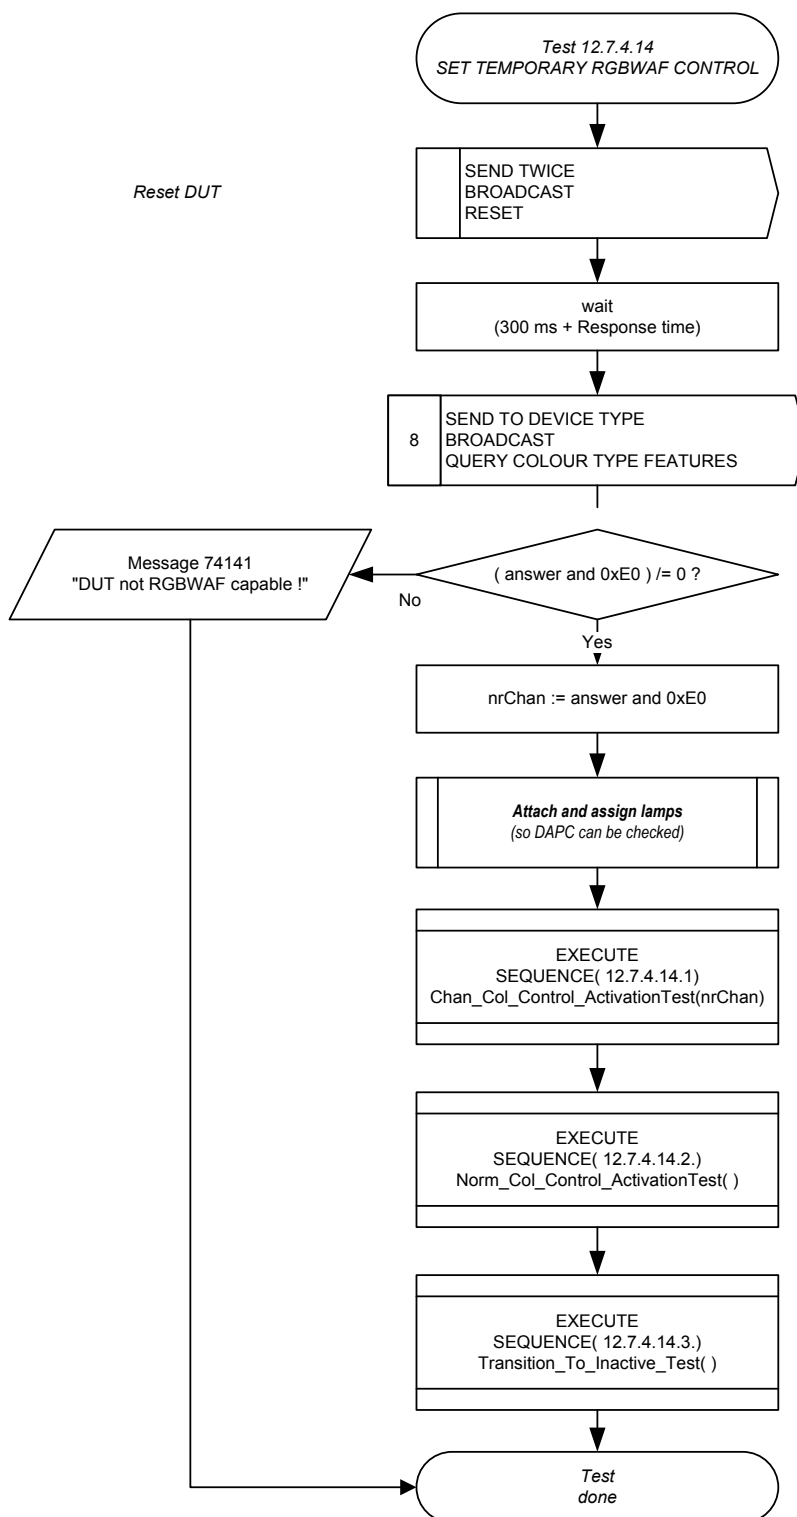 Test 12.7.4.14
SET TEMPORARY RGBWAF CONTROL
Reset DUT
SEND TWICE
BROADCAST
RESET
wait
(300 ms + Response time)
8
SEND TO DEVICE TYPE
BROADCAST
QUERY COLOUR TYPE FEATURES
Message 74141
"DUT not RGBWAF capable !"
( answer and 0xE0 ) /= 0 ?
No
Yes
nrChan := answer and 0xE0
Attach and assign lamps
(so DAPC can be checked)
EXECUTE
SEQUENCE( 12.7.4.14.1)
Chan_Col_Control_ActivationTest(nrChan)
EXECUTE
SEQUENCE( 12.7.4.14.2.)
Norm_Col_Control_ActivationTest( )
EXECUTE
SEQUENCE( 12.7.4.14.3.)
Transition_To_Inactive_Test( )
Test
done